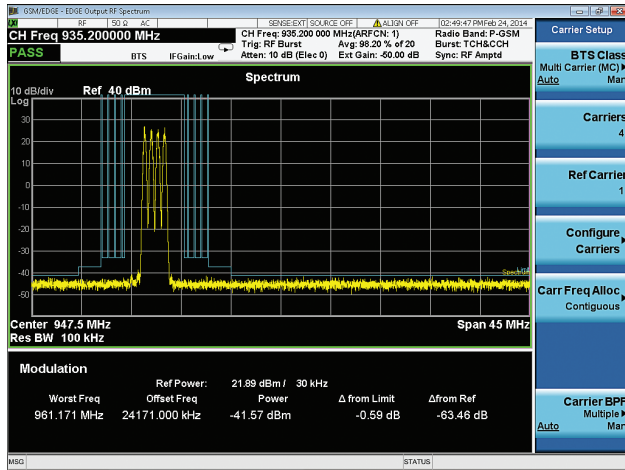 GSM/EDGE - EDGE Output RF Spectrum
RF 50 Ω AC SENSE:EXT SOURCE OFF ALIGN OFF 02:49:47 PM Feb 24, 2014
CH Freq 935.200000 MHz
CH Freq: 935.200 000 MHz(ARFCN: 1) Radio Band: P-GSM
Trig: RF Burst Avg: 98.20 % of 20 Burst: TCH&CCH
PASS BTS IFGain:Low Atten: 10 dB (Elec 0) Ext Gain: -50.00 dB Sync: RF Amptd
Spectrum
10 dB/div Ref 40 dBm
Log
30
20
10
0
-10
-20
-30
-40
-50
Spectrum
Center 947.5 MHz Span 45 MHz
Res BW 100 kHz
Modulation
Ref Power: 21.89 dBm / 30 kHz
Worst Freq Offset Freq Power Δ from Limit Δfrom Ref
961.171 MHz 24171.000 kHz -41.57 dBm -0.59 dB -63.46 dB
Carrier Setup
BTS Class
Multi Carrier (MC)
Auto Man
Carriers
4
Ref Carrier
1
Configure
Carriers
Carr Freq Alloc
Contiguous
Carrier BPF
Multiple
Auto Man
MSG STATUS